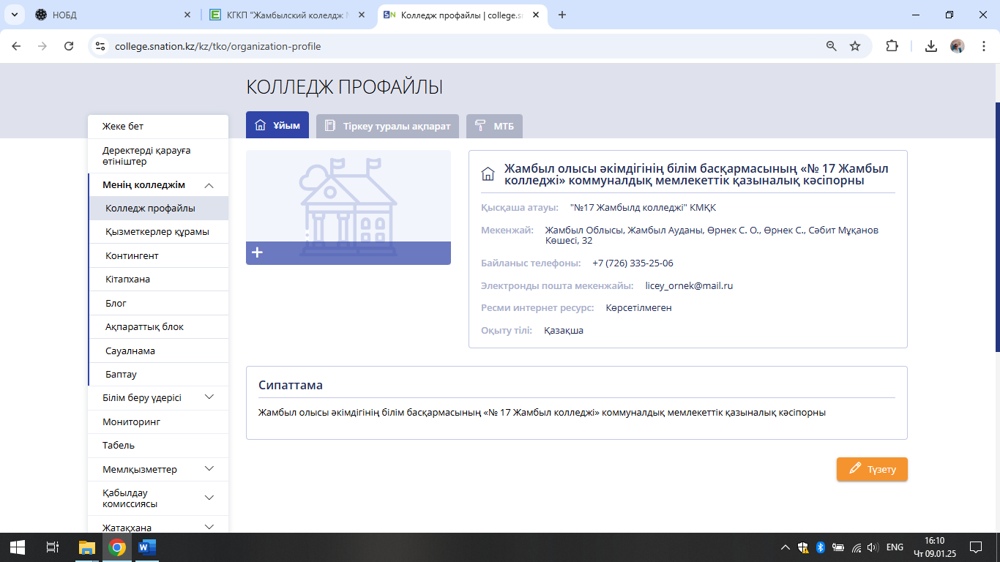 НОБД
КГКП "Жамбылский коледж №
Колледж профайлы | college.sn
college.snation.kz/kz/tko/organization-profile
КОЛЛЕДЖ ПРОФАЙЛЫ
Ұйым
Тіркеу туралы ақпарат
МТБ
Жеке бет
Деректерді қарауға
өтініштер
Менің колледжім
Колледж профайлы
Қызметкерлер құрамы
Контингент
Кітапхана
Блог
Ақпараттық блок
Сауалнама
Баптау
Білім беру үдерісі
Мониторинг
Табель
Мемлқызметтер
Қабылдау
комиссиясы
Жатақхана
Жамбыл олысы әкімдігінің білім басқармасының «№ 17 Жамбыл
колледжі» коммуналдық мемлекеттік қазыналық кәсіпорны
Қысқаша атауы: "№17 Жамбылд колледжі" КМҚК
Мекенжай: Жамбыл Облысы, Жамбыл Ауданы, Өрнек С. О., Өрнек С., Сәбит Мұқанов
Көшесі, 32
Байланыс телефоны: +7 (726) 335-25-06
Электронды пошта мекенжайы: licey_ornek@mail.ru
Ресми интернет ресурс: Көрсетілмеген
Оқыту тілі: Қазақша
Сипаттама
Жамбыл олысы әкімдігінің білім басқармасының «№ 17 Жамбыл колледжі» коммуналдық мемлекеттік қазыналық кәсіпорны
Түзету
ENG
16:10
Чт 09.01.25